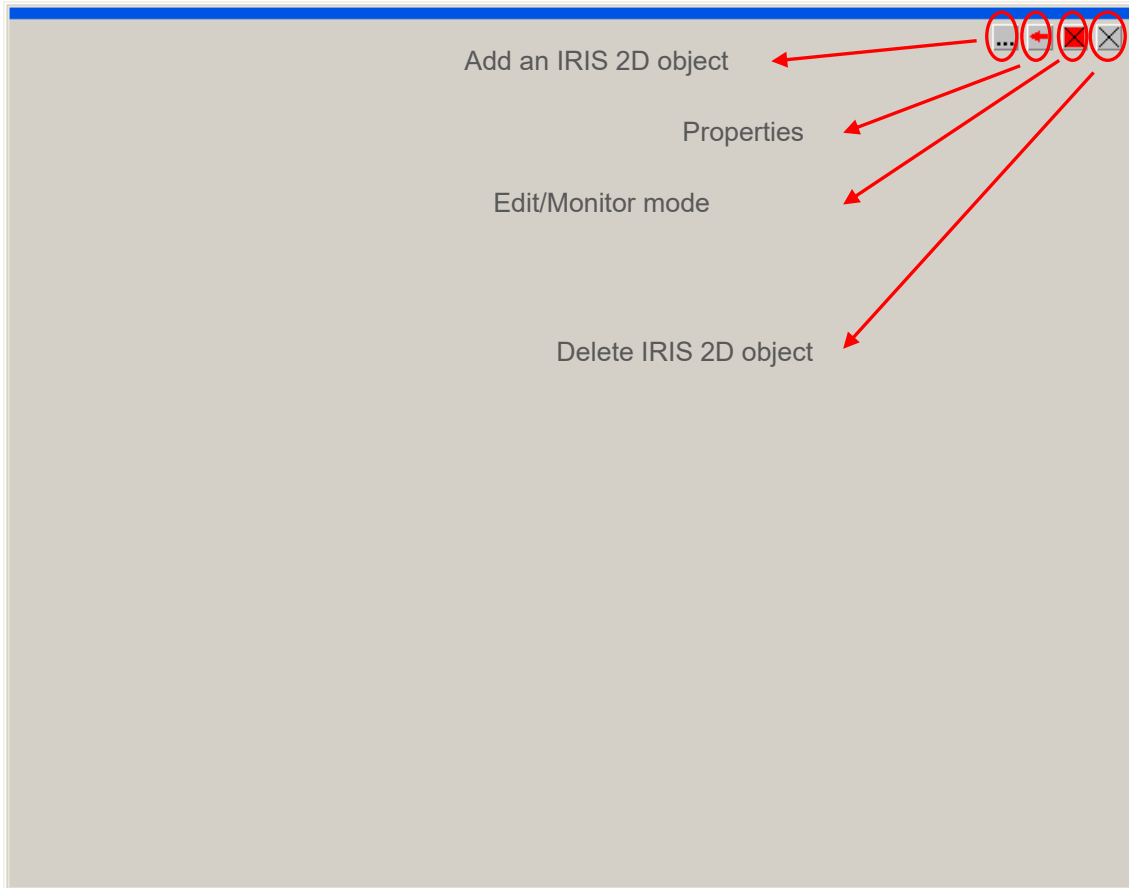 ...
Add an IRIS 2D object
Properties
Edit/Monitor mode
Delete IRIS 2D object